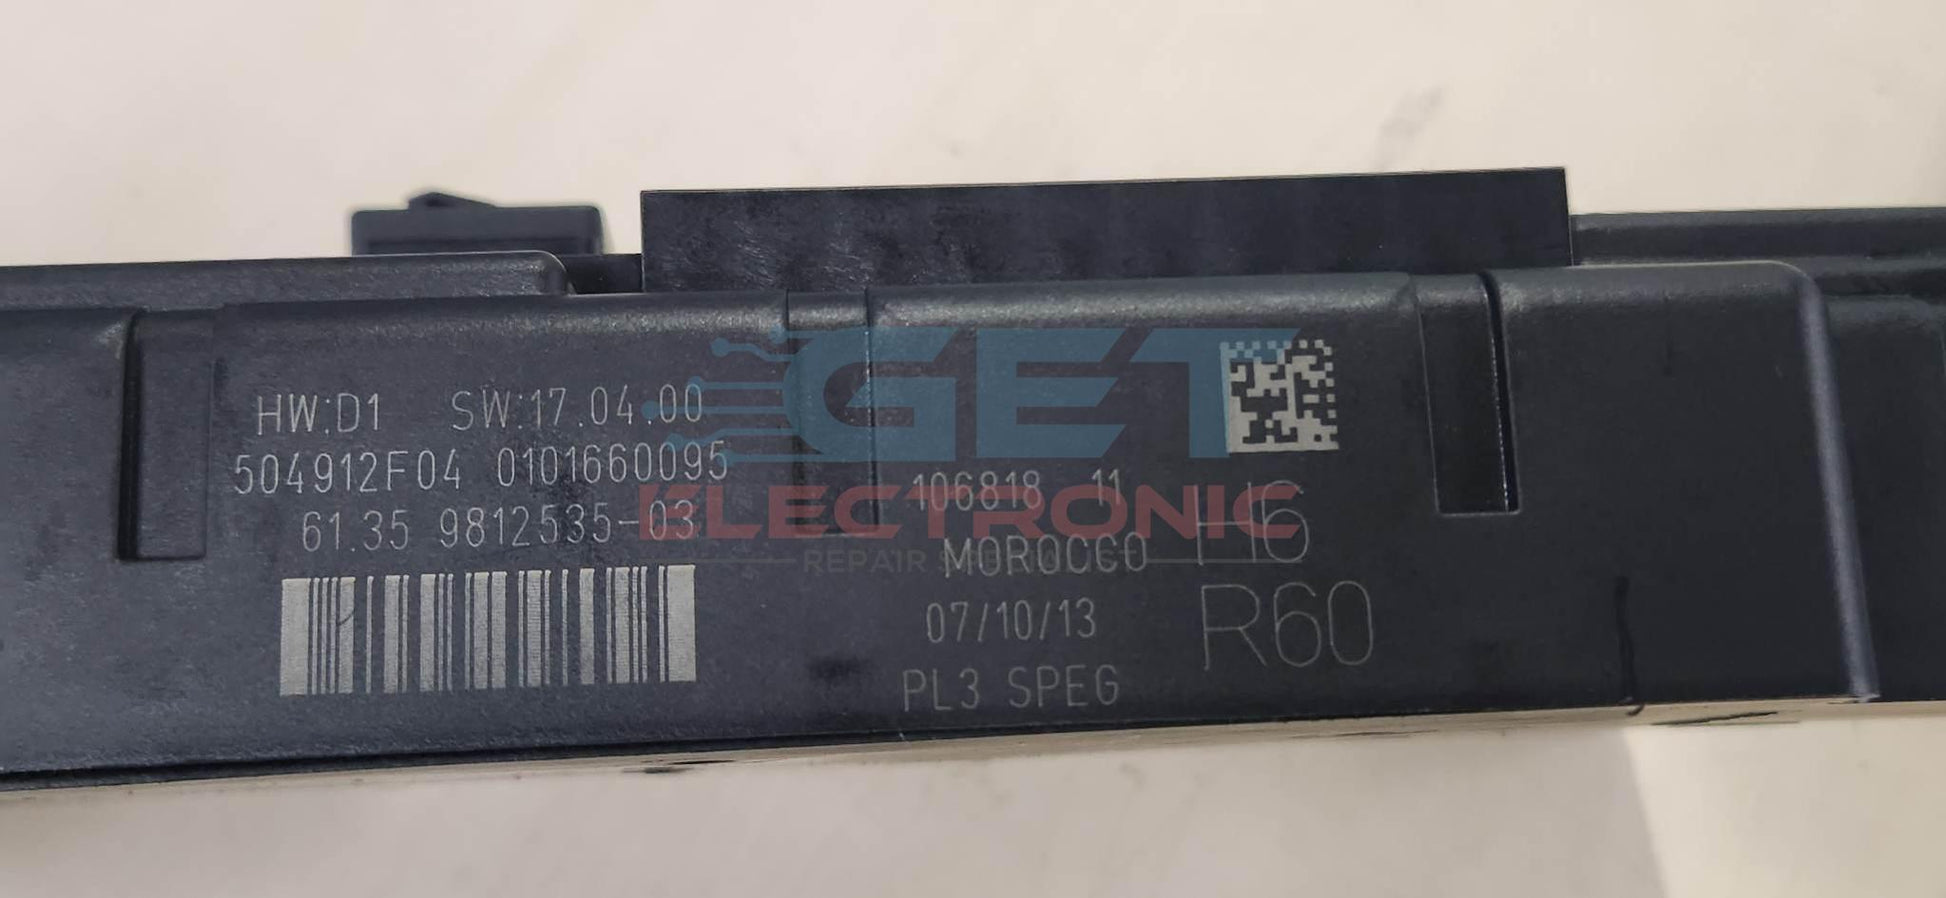 HW:D1 SW:17.04.00
504912F04 0101660095
61.35 9812535-03
106818 11
MOROCCO
07/10/13
PL3 SPEG
H6
R60
GET
ELECTRONIC
REPAIR